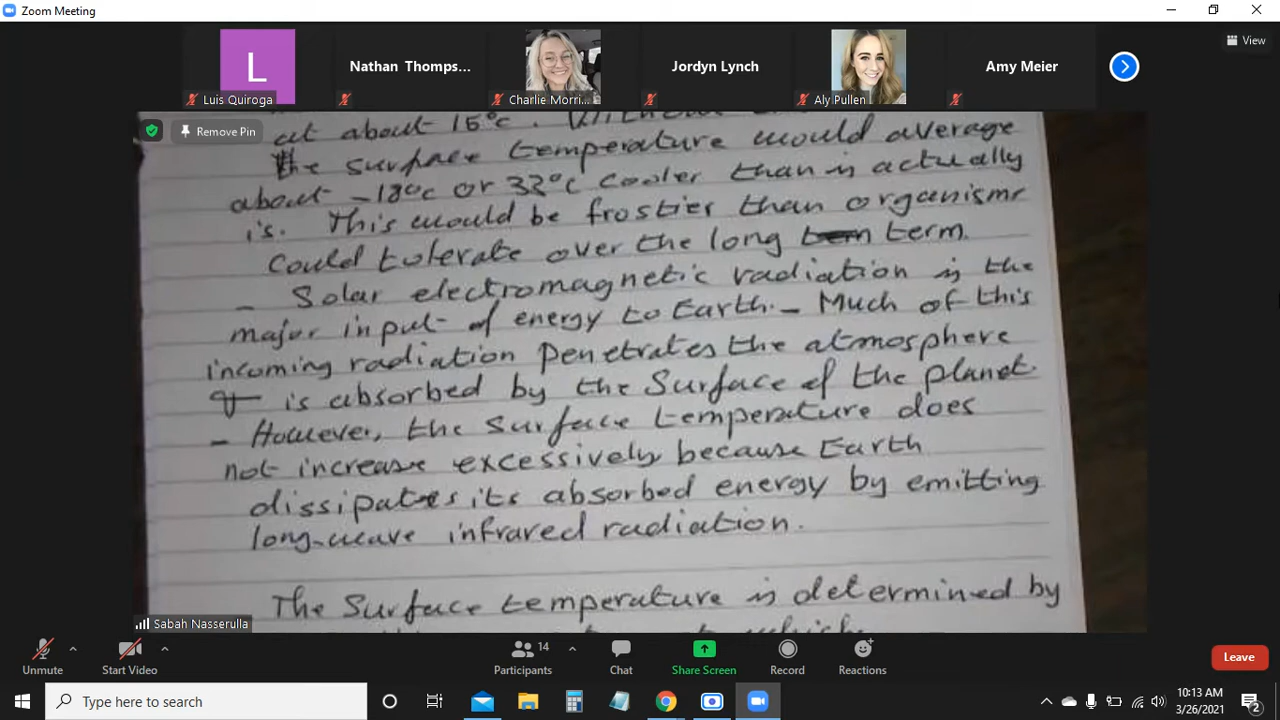 Zoom Meeting
View
L
Nathan Thomps...
Jordyn Lynch
Amy Meier
Luis Quiroga
Charlie Morri...
Aly Pullen
Remove Pin
at about 15°c. Without
the surface temperature would average
about -18°c or 33°c cooler than is actually
is. This would be frostier than organisms
could tolerate over the long term.
- Solar electromagnetic radiation is the
major input of energy to Earth. - Much of this
incoming radiation penetrates the atmosphere
is absorbed by the surface of the planet.
- However, the surface temperature does
not increase excessively because Earth
dissipates its absorbed energy by emitting
long-wave infrared radiation.
The surface temperature is determined by
which
Sabah Nasserulla
14
Unmute
Start Video
Participants
Chat
Share Screen
Record
Reactions
Leave
Type here to search
10:13 AM
3/26/2021
2